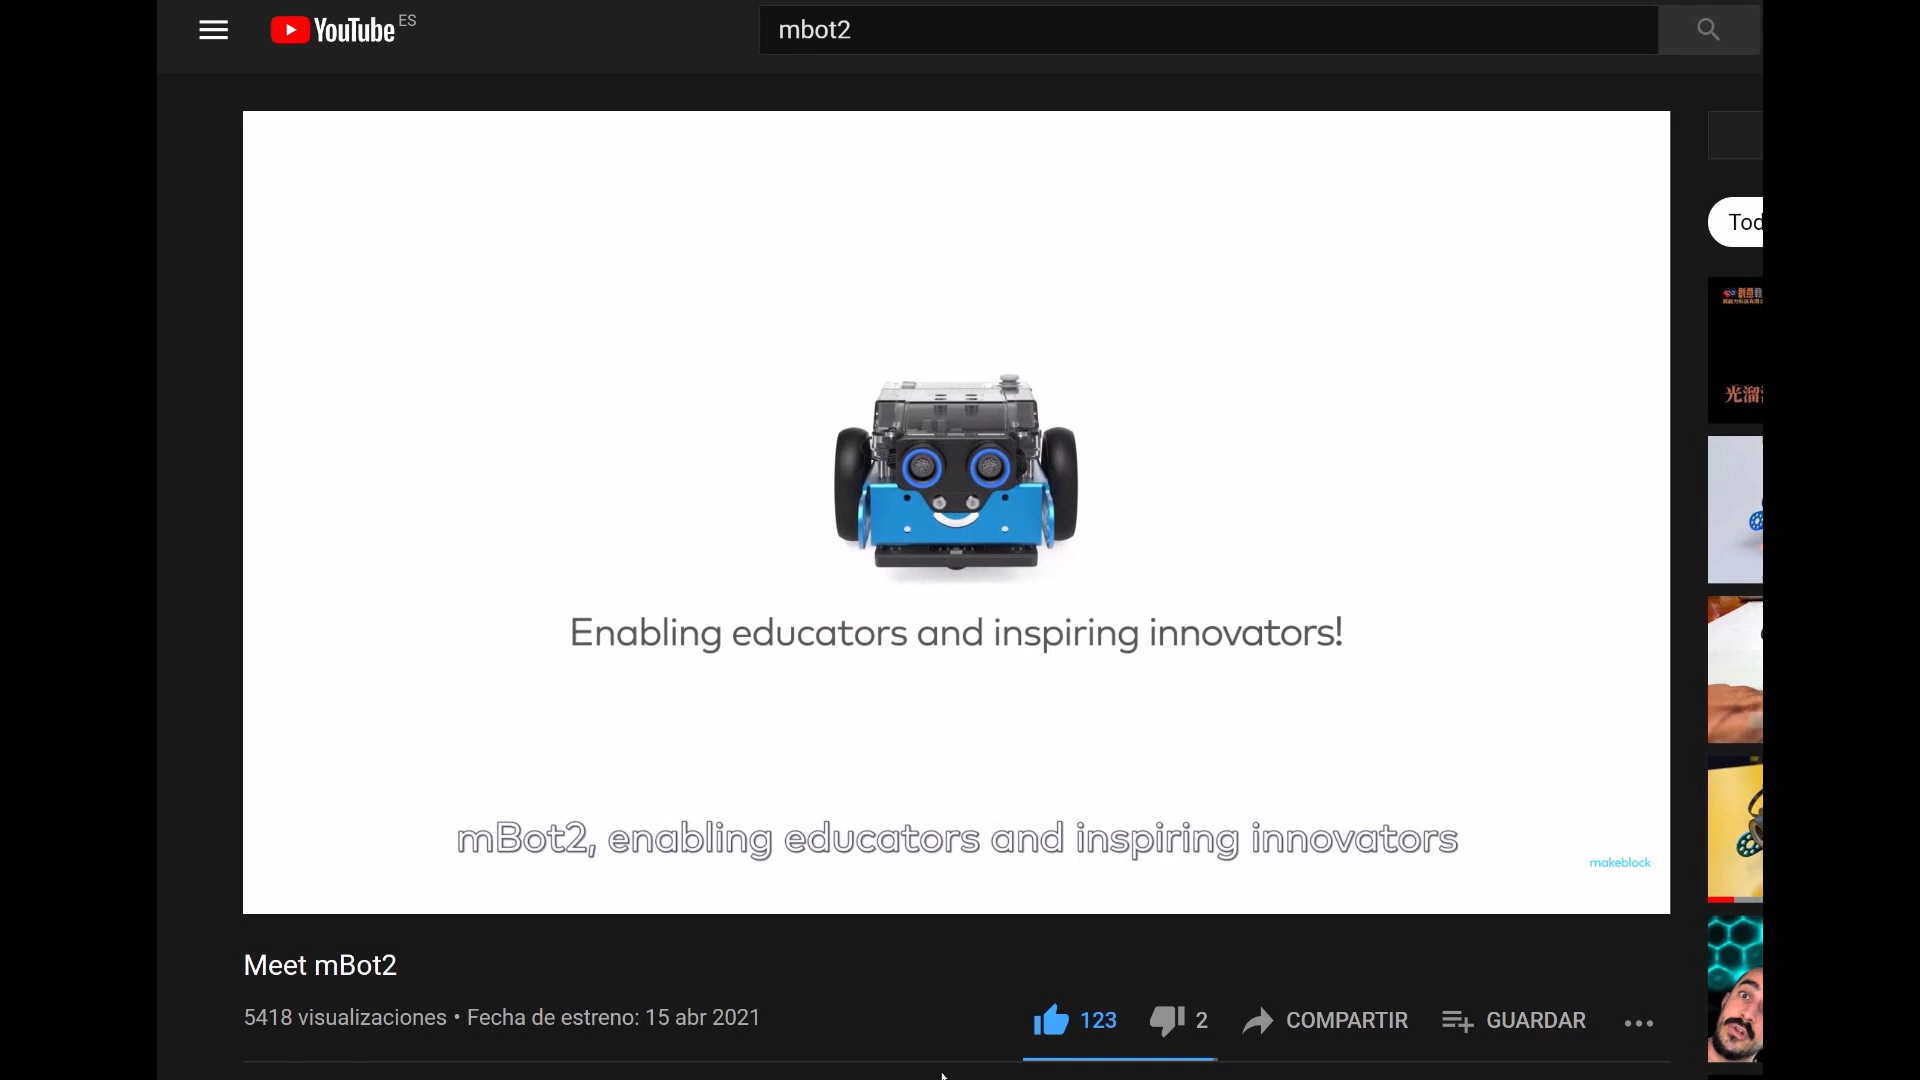 YouTube ES
mbot2
Tod
Enabling educators and inspiring innovators!
mBot2, enabling educators and inspiring innovators
makeblock
Meet mBot2
5418 visualizaciones • Fecha de estreno: 15 abr 2021
123
2
COMPARTIR
GUARDAR